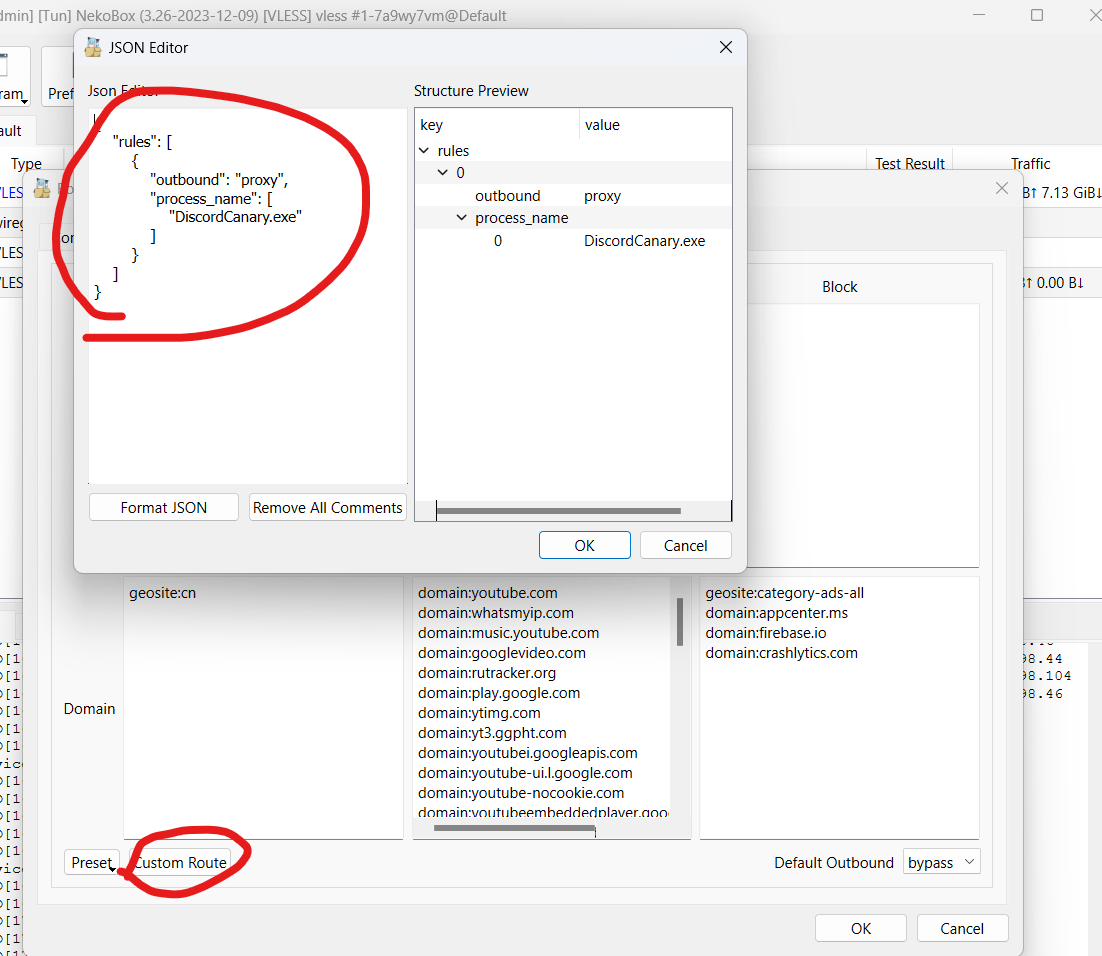 dmin] [Tun] NekoBox (3.26-2023-12-09) [VLESS] vless #1-7a9wy7vm@Default
JSON Editor
ram
Pref
Json Editor
Structure Preview
ault
{
"rules": [
{
"outbound": "proxy",
"process_name": [
"DiscordCanary.exe"
]
}
]
}
key value
rules
0
outbound proxy
process_name
0 DiscordCanary.exe
Type
Test Result
Traffic
VLES
B↑ 7.13 GiB↓
wireg
VLES
VLES
B↑ 0.00 B↓
Block
Format JSON
Remove All Comments
OK
Cancel
Domain
geosite:cn
domain:youtube.com
domain:whatsmyip.com
domain:music.youtube.com
domain:googlevideo.com
domain:rutracker.org
domain:play.google.com
domain:ytimg.com
domain:yt3.ggpht.com
domain:youtubei.googleapis.com
domain:youtube-ui.l.google.com
domain:youtube-nocookie.com
domain:youtubeembeddedplayer.goo
geosite:category-ads-all
domain:appcenter.ms
domain:firebase.io
domain:crashlytics.com
98.44
98.104
98.46
Preset
Custom Route
Default Outbound
bypass
OK
Cancel